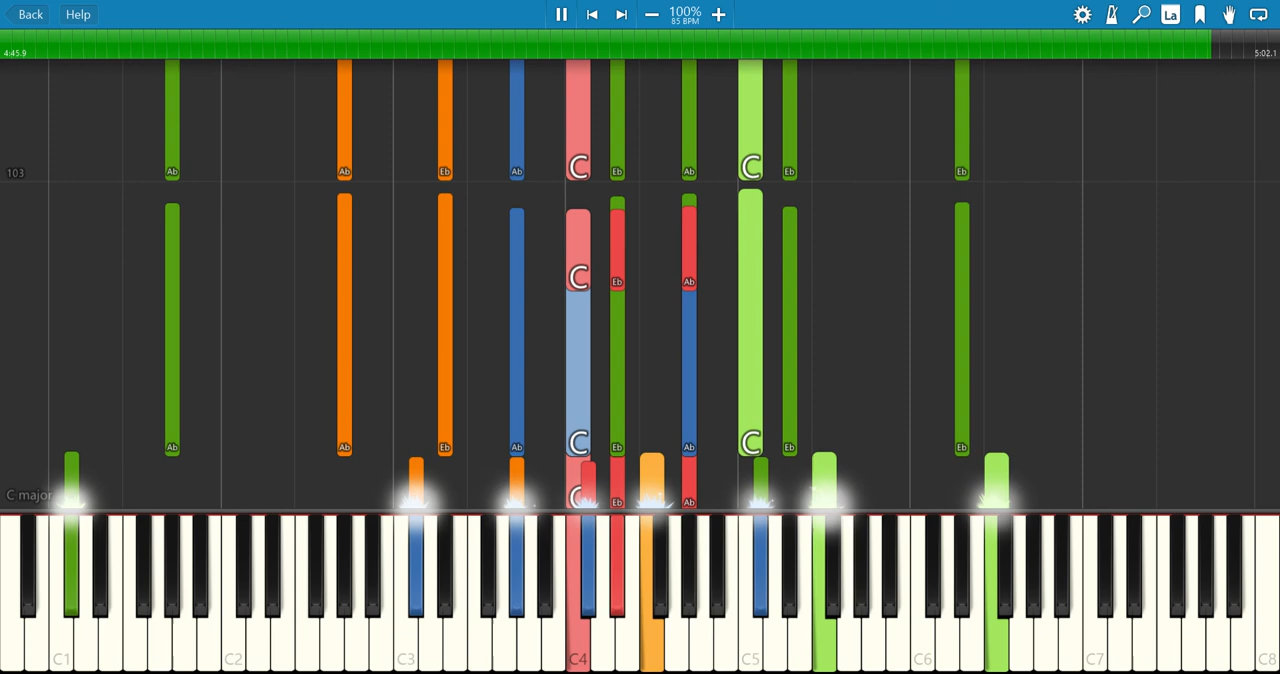 Back Help 100% La
85 BPM
4:45.9 5:02.1
103 Ab Ab Eb Ab C Eb Ab C Eb Eb
C Eb Ab
Ab Ab Eb Ab C Eb Ab C Eb Eb
C major C Eb Ab
C1 C2 C3 C4 C5 C6 C7 C8